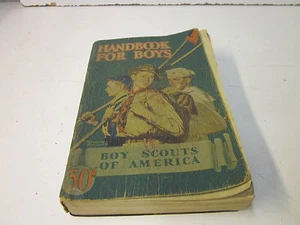 HANDBOOK
FOR BOYS
BOY SCOUTS
OF AMERICA
50¢